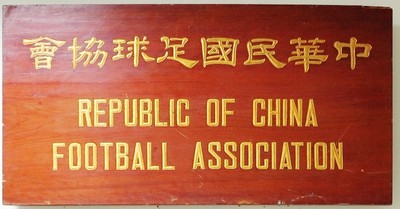 中華民國足球協會
REPUBLIC OF CHINA
FOOTBALL ASSOCIATION